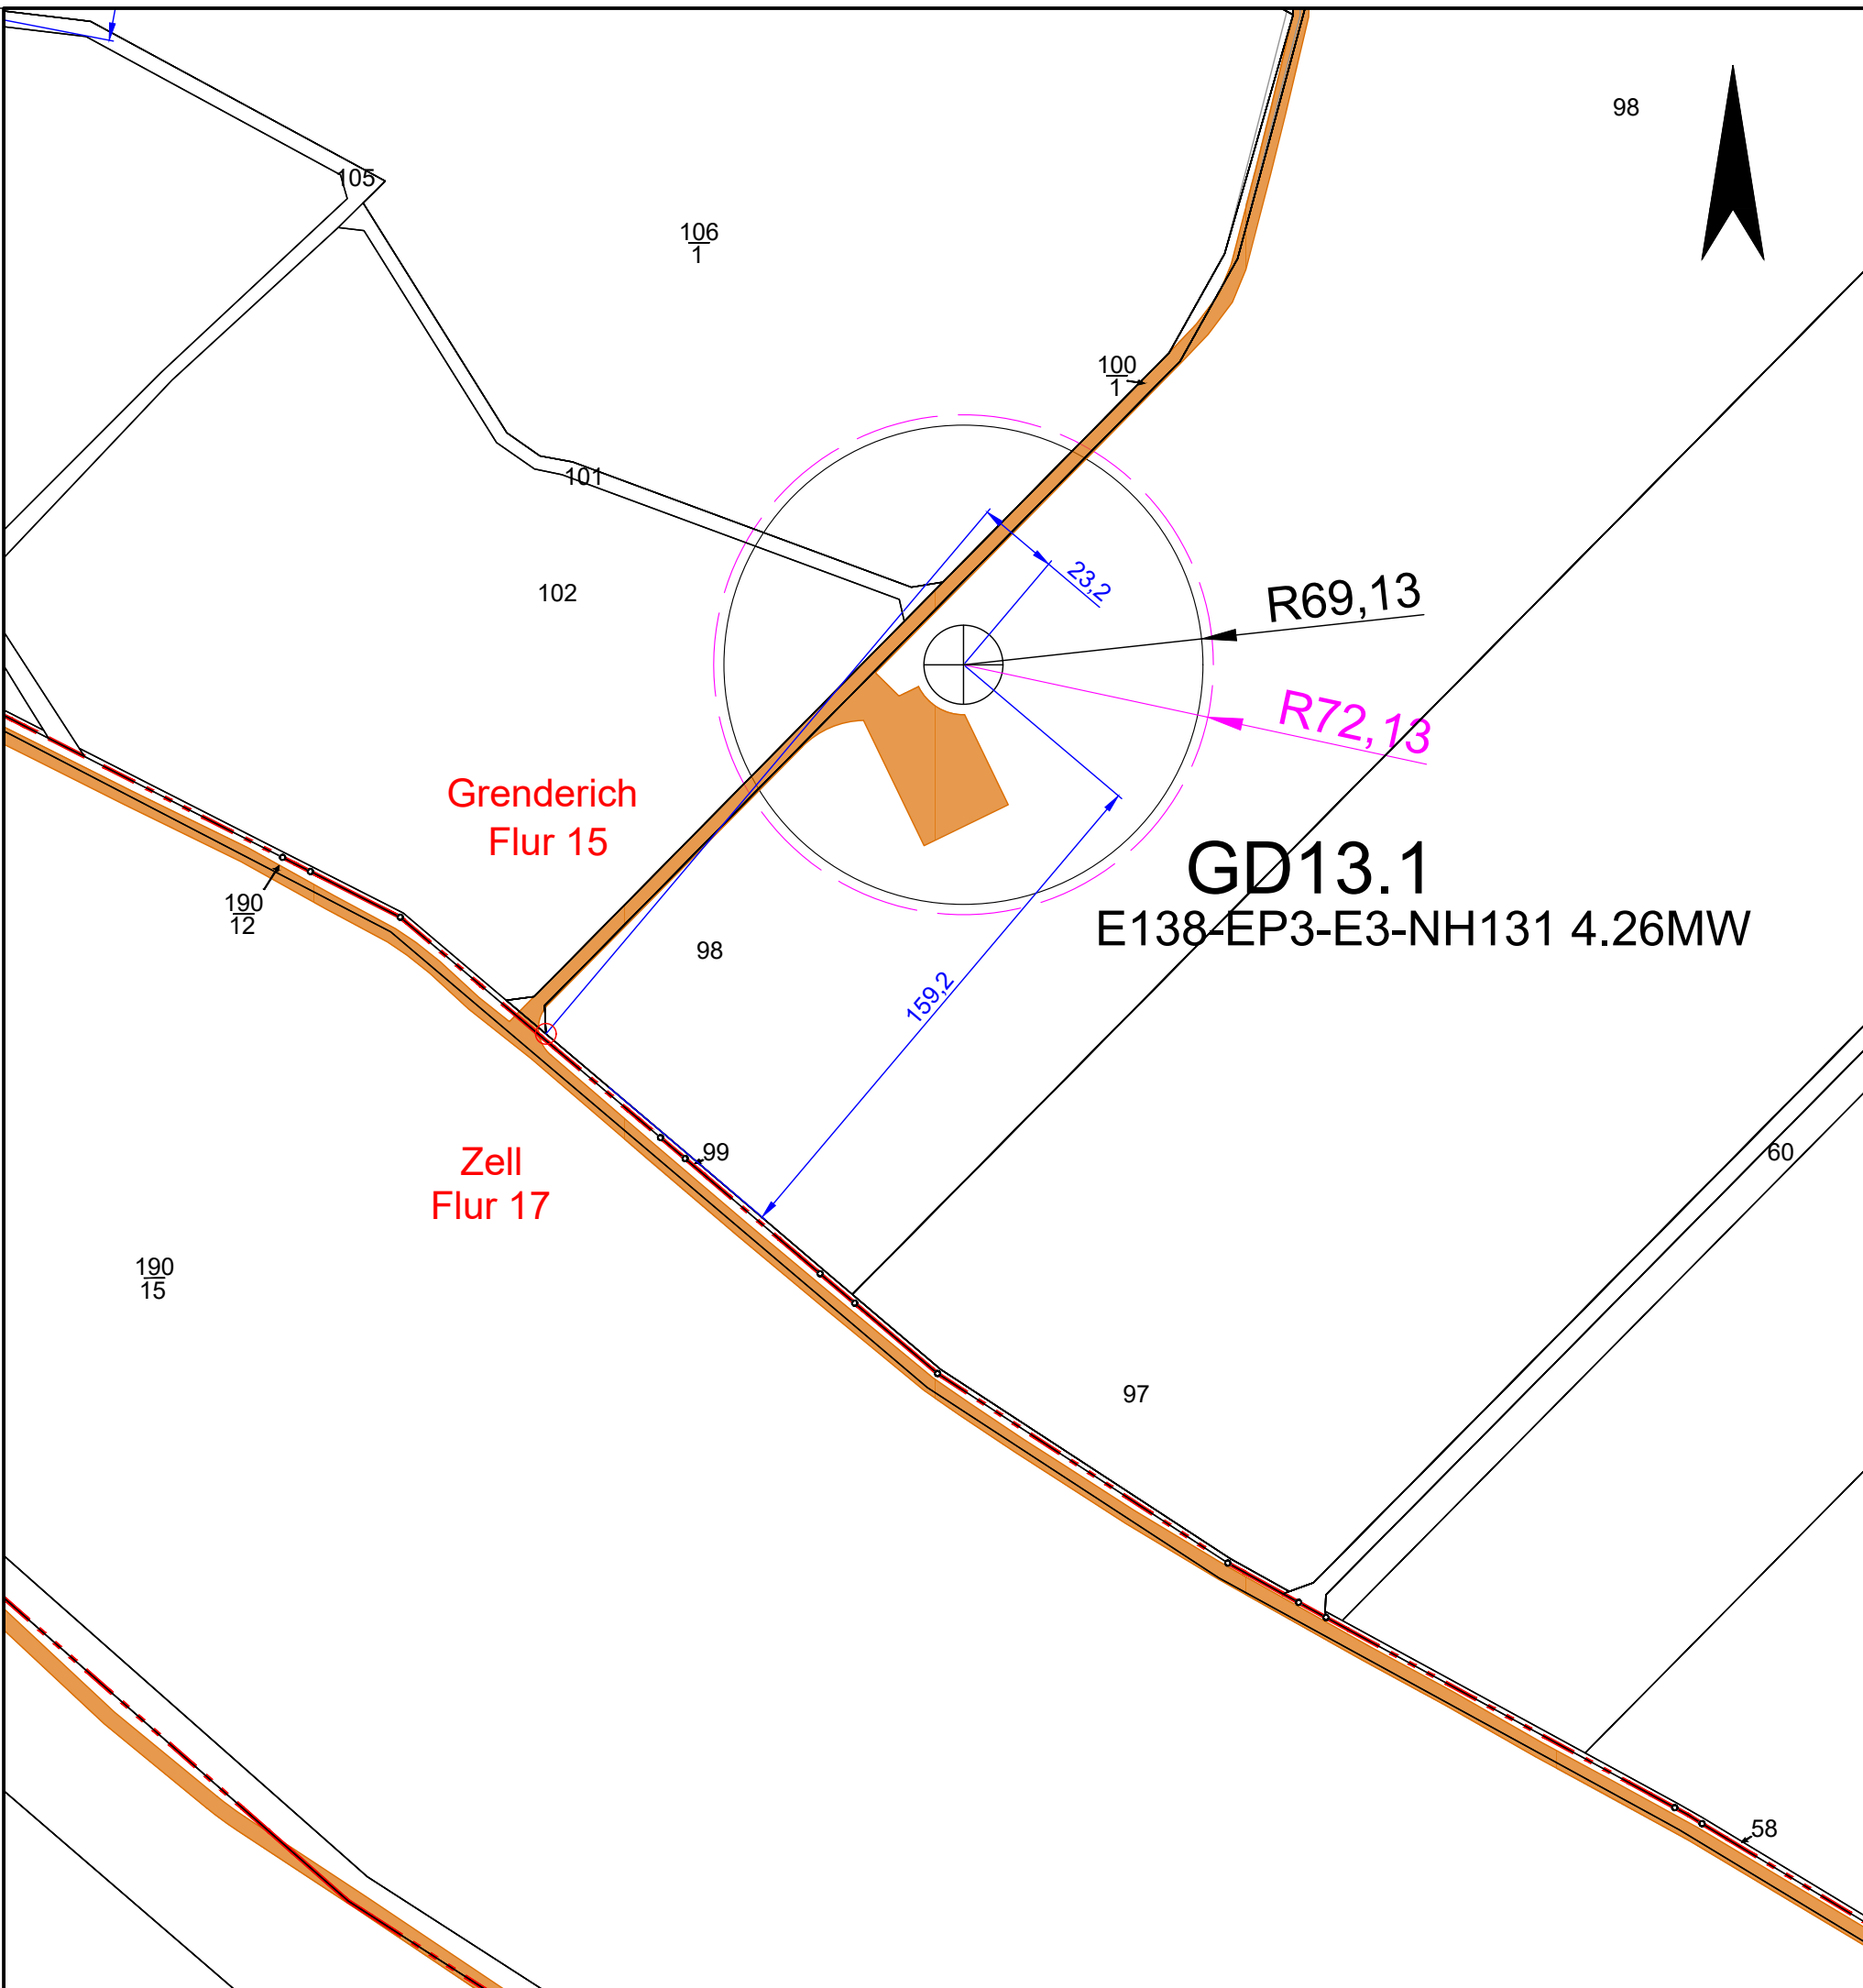 98
105
106
1
100
1
101
102
23,2
R69,13
R72,13
Grenderich
Flur 15
GD13.1
E138-EP3-E3-NH131 4.26MW
190
12
98
159,2
99
60
Zell
Flur 17
190
15
97
58